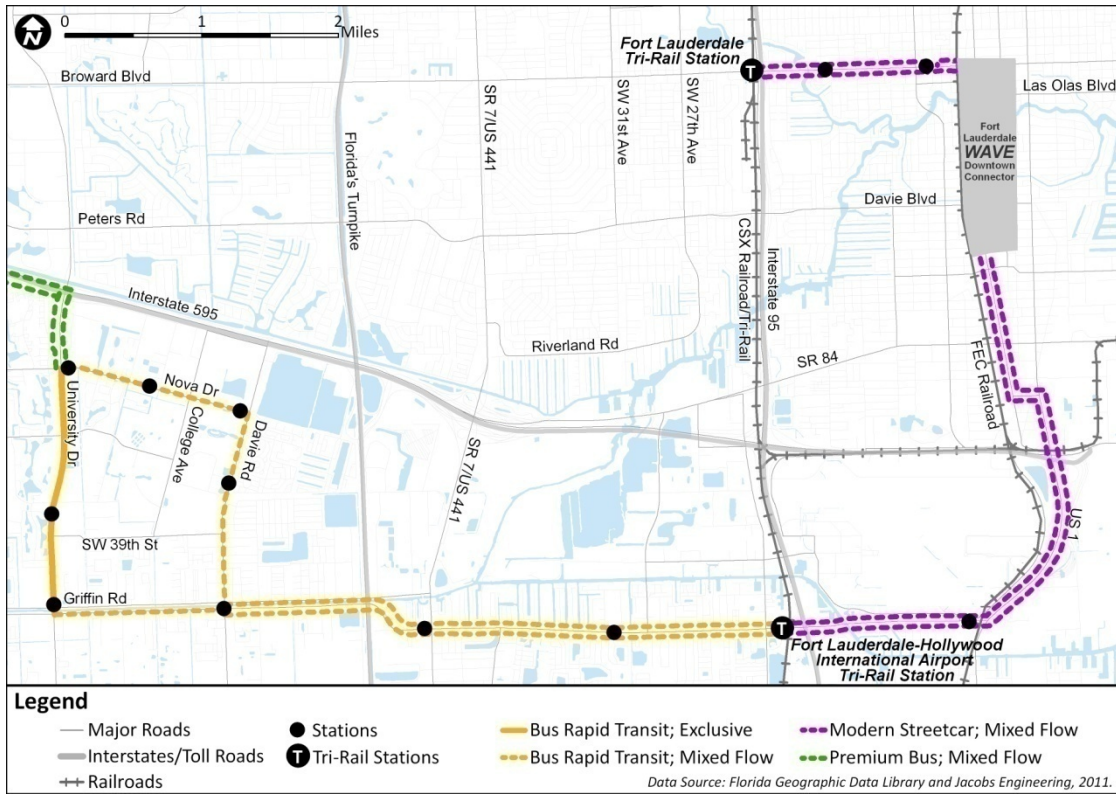 N
0 1 2
Miles
Fort Lauderdale
Tri-Rail Station
T
Broward Blvd
Las Olas Blvd
SR 7/US 441
SW 31st Ave
SW 27th Ave
Florida's Turnpike
Fort
Lauderdale
WAVE
Downtown
Connector
Peters Rd
Davie Blvd
CSX Railroad/Tri-Rail
Interstate 95
Interstate 595
Riverland Rd
SR 84
FEC Railroad
Nova Dr
University Dr
College Ave
Davie Rd
SR 7/US 441
US 1
SW 39th St
Griffin Rd
T
Fort Lauderdale-Hollywood
International Airport
Tri-Rail Station
Legend
Major Roads
Interstates/Toll Roads
Railroads
Stations
T Tri-Rail Stations
Bus Rapid Transit; Exclusive
Bus Rapid Transit; Mixed Flow
Modern Streetcar; Mixed Flow
Premium Bus; Mixed Flow
Data Source: Florida Geographic Data Library and Jacobs Engineering, 2011.